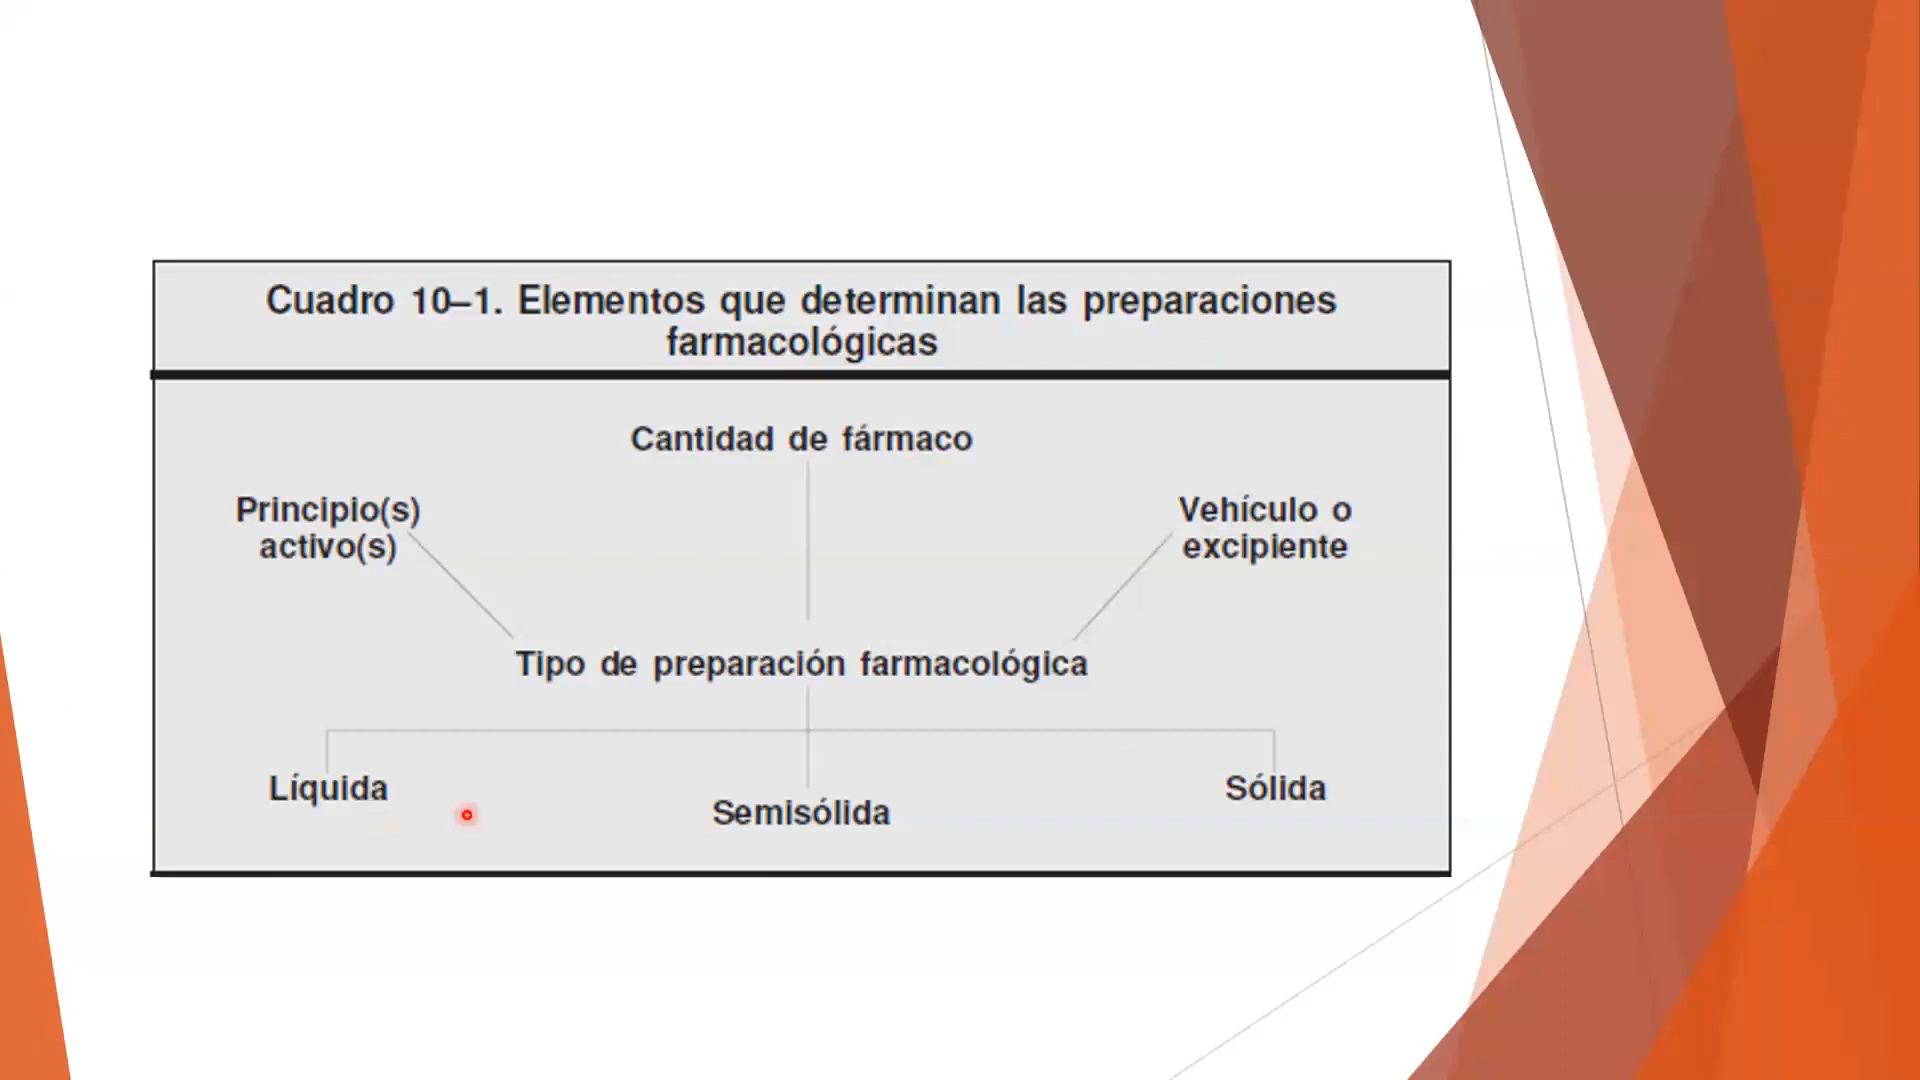 Cuadro 10–1. Elementos que determinan las preparaciones
farmacológicas
Cantidad de fármaco
Principio(s)
activo(s)
Vehículo o
excipiente
Tipo de preparación farmacológica
Líquida
Semisólida
Sólida